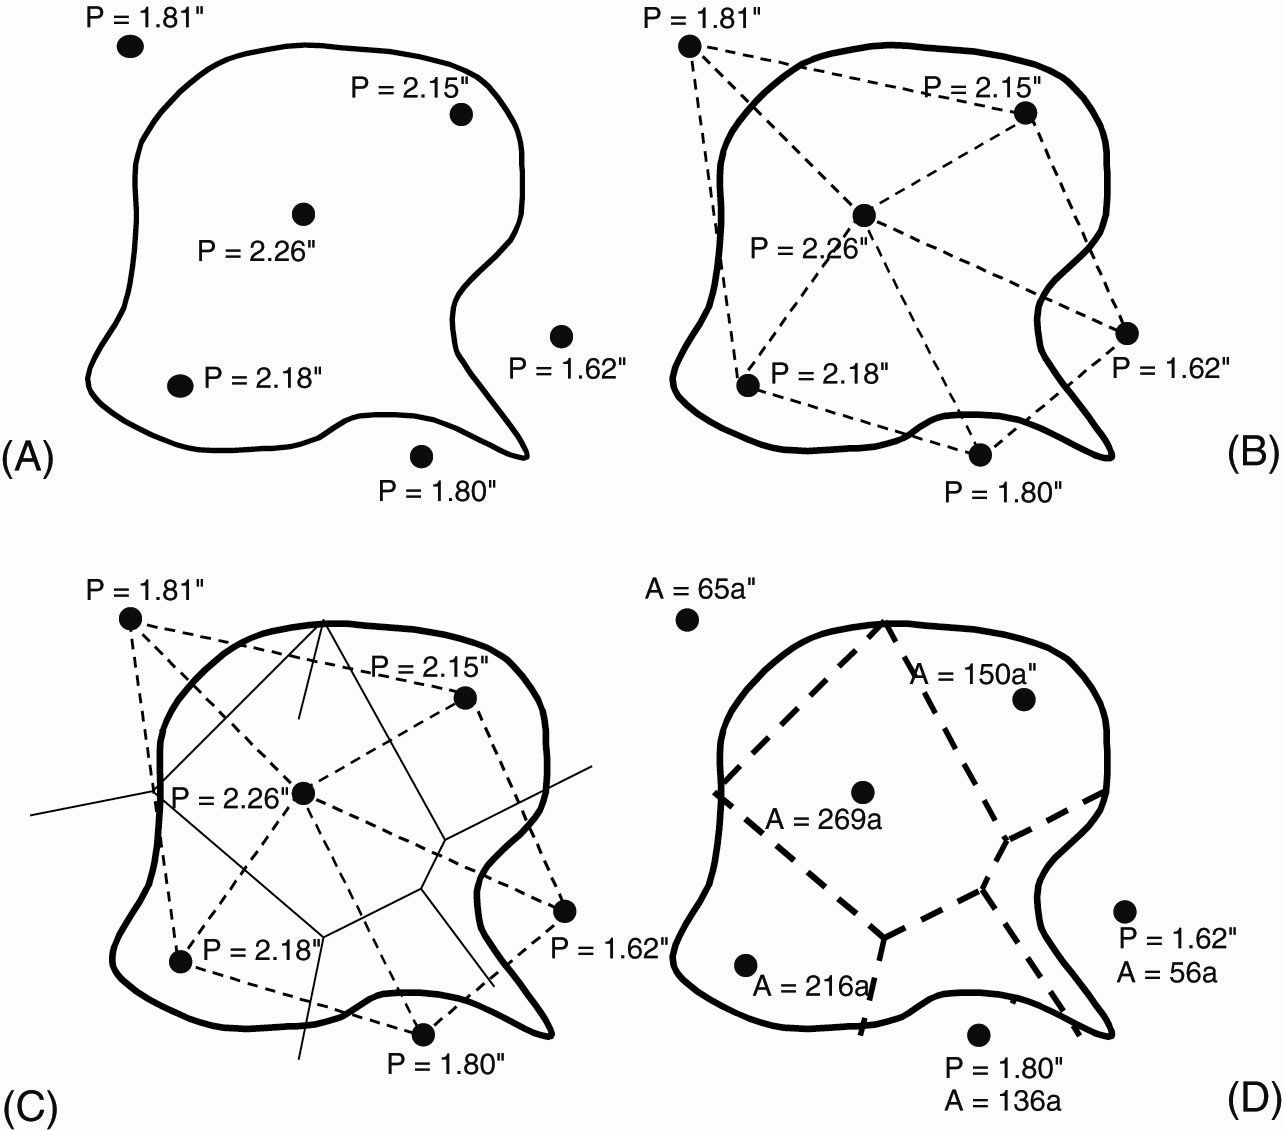 P = 1.81"
P = 2.15"
P = 2.26"
P = 2.18"
P = 1.62"
P = 1.80"
(A)
P = 1.81"
P = 2.15"
P = 2.26"
P = 2.18"
P = 1.62"
P = 1.80"
(B)
P = 1.81"
P = 2.15"
P = 2.26"
P = 2.18"
P = 1.62"
P = 1.80"
(C)
A = 65a"
A = 150a"
A = 269a
A = 216a
P = 1.62"
A = 56a
P = 1.80"
A = 136a
(D)